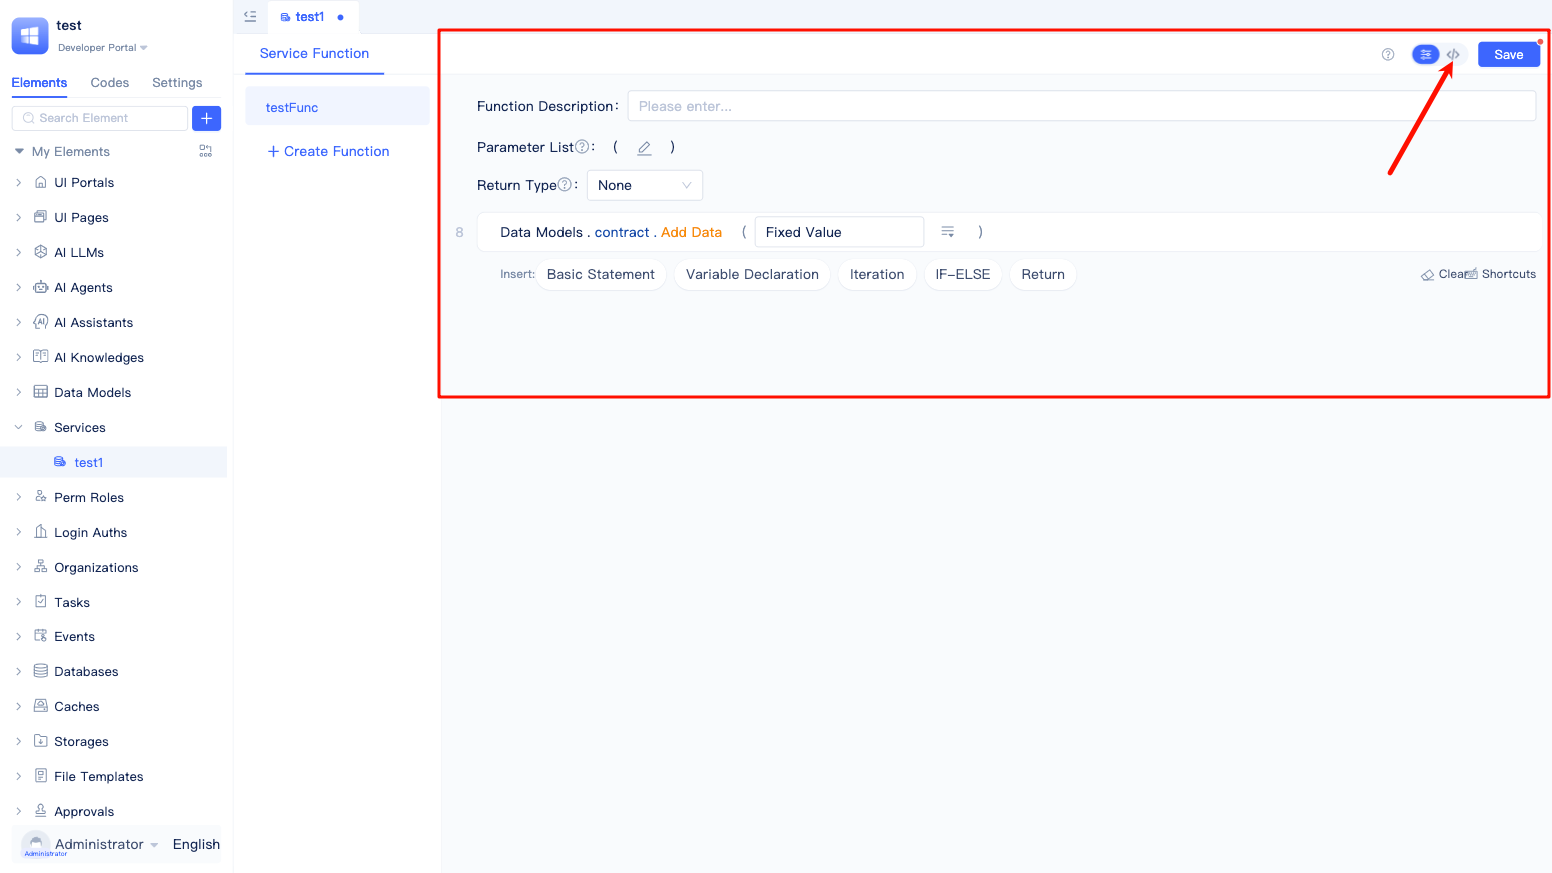 test
Developer Portal
Elements Codes Settings
Search Element
My Elements
UI Portals
UI Pages
AI LLMs
AI Agents
AI Assistants
AI Knowledges
Data Models
Services
test1
Perm Roles
Login Auths
Organizations
Tasks
Events
Databases
Caches
Storages
File Templates
Approvals
Administrator English
Administrator
test1
Service Function
testFunc
+ Create Function
Save
Function Description: Please enter...
Parameter List : ( )
Return Type : None
8 Data Models . contract . Add Data ( Fixed Value )
Insert: Basic Statement Variable Declaration Iteration IF-ELSE Return Clear Shortcuts